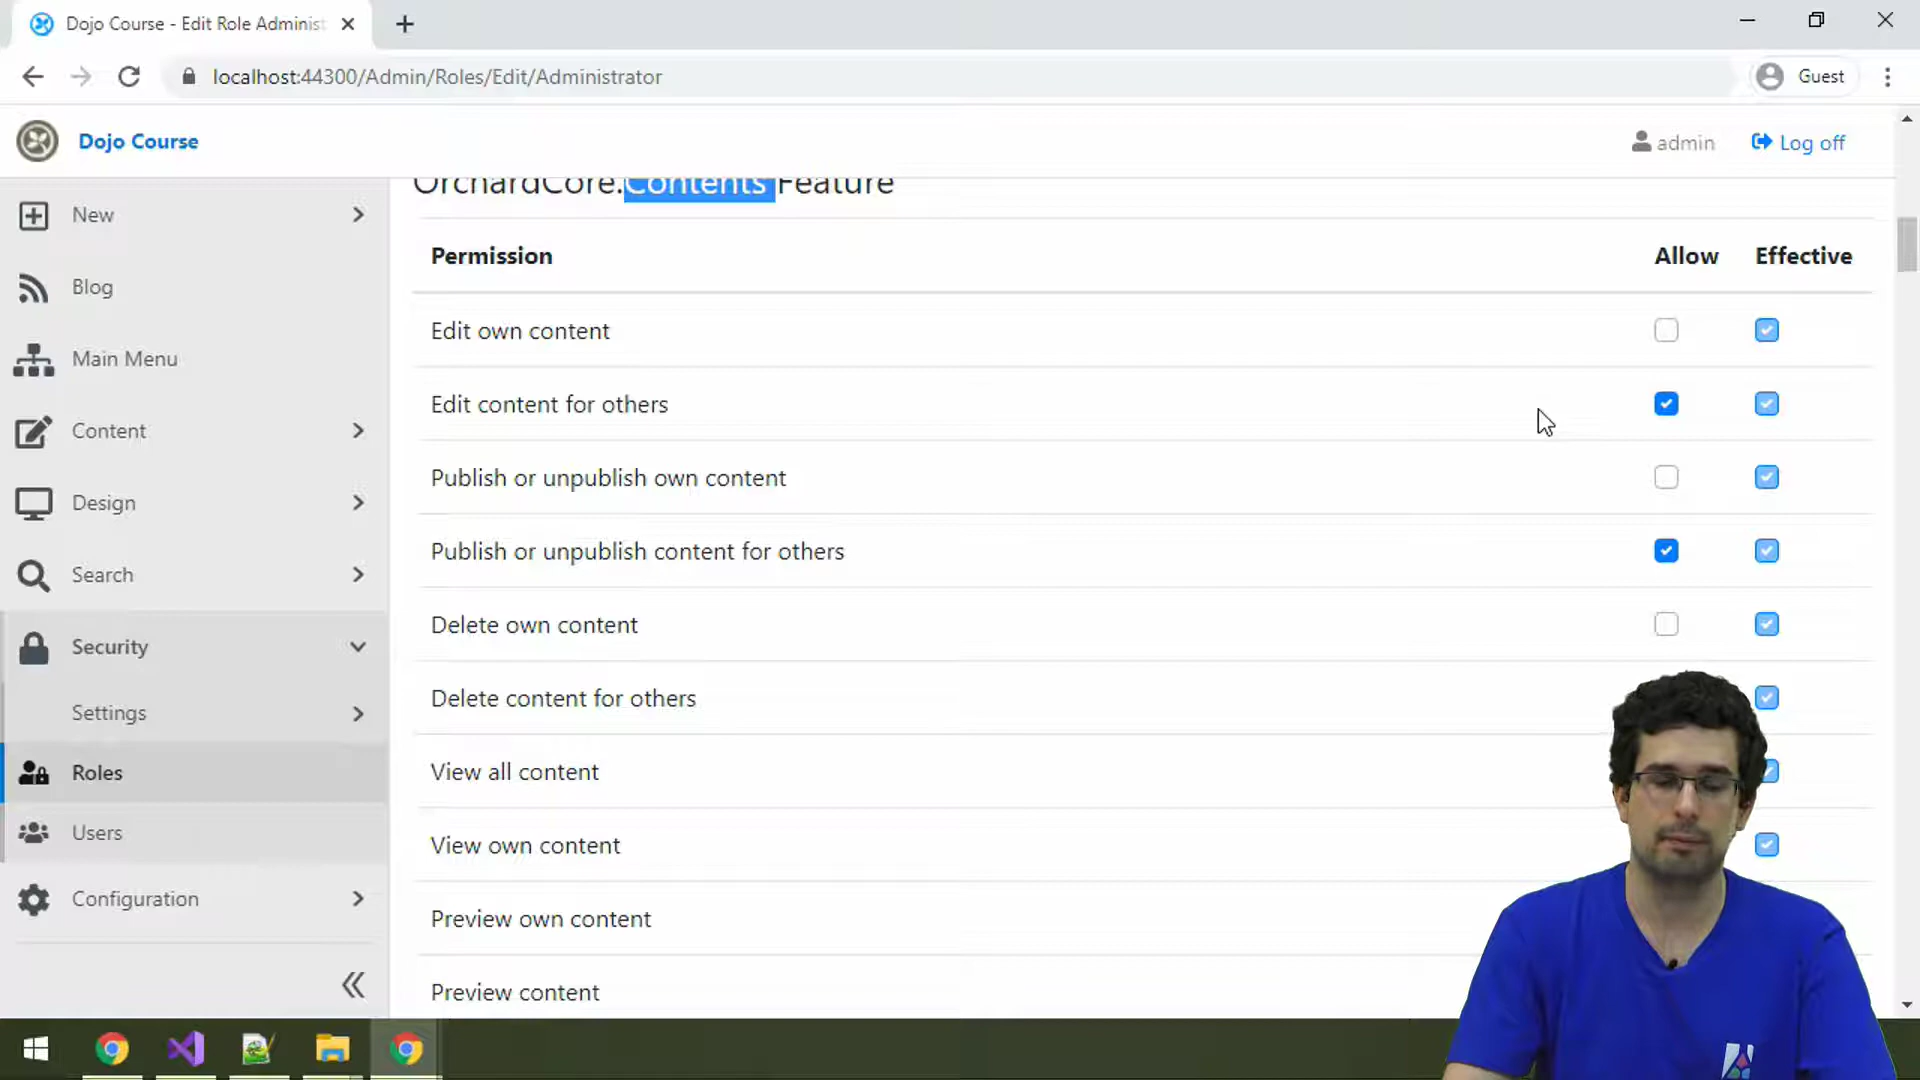 Dojo Course - Edit Role Administ
localhost:44300/Admin/Roles/Edit/Administrator
Guest
Dojo Course
admin
Log off
New
Blog
Main Menu
Content
Design
Search
Security
Settings
Roles
Users
Configuration
OrchardCore.Contents Feature
Permission Allow Effective
Edit own content
Edit content for others
Publish or unpublish own content
Publish or unpublish content for others
Delete own content
Delete content for others
View all content
View own content
Preview own content
Preview content